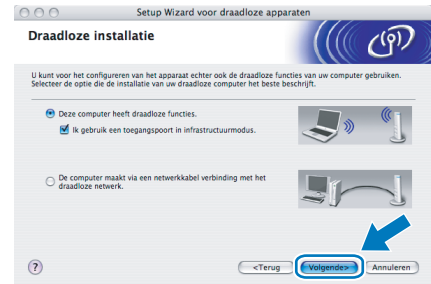 Setup Wizard voor draadloze apparaten
Draadloze installatie
U kunt voor het configureren van het apparaat echter ook de draadloze functies van uw computer gebruiken.
Selecteer de optie die de installatie van uw draadloze computer het beste beschrijft.
Deze computer heeft draadloze functies.
Ik gebruik een toegangspoort in infrastructuurmodus.
De computer maakt via een netwerkkabel verbinding met het
draadloze netwerk.
?
<Terug
Volgende>
Annuleren